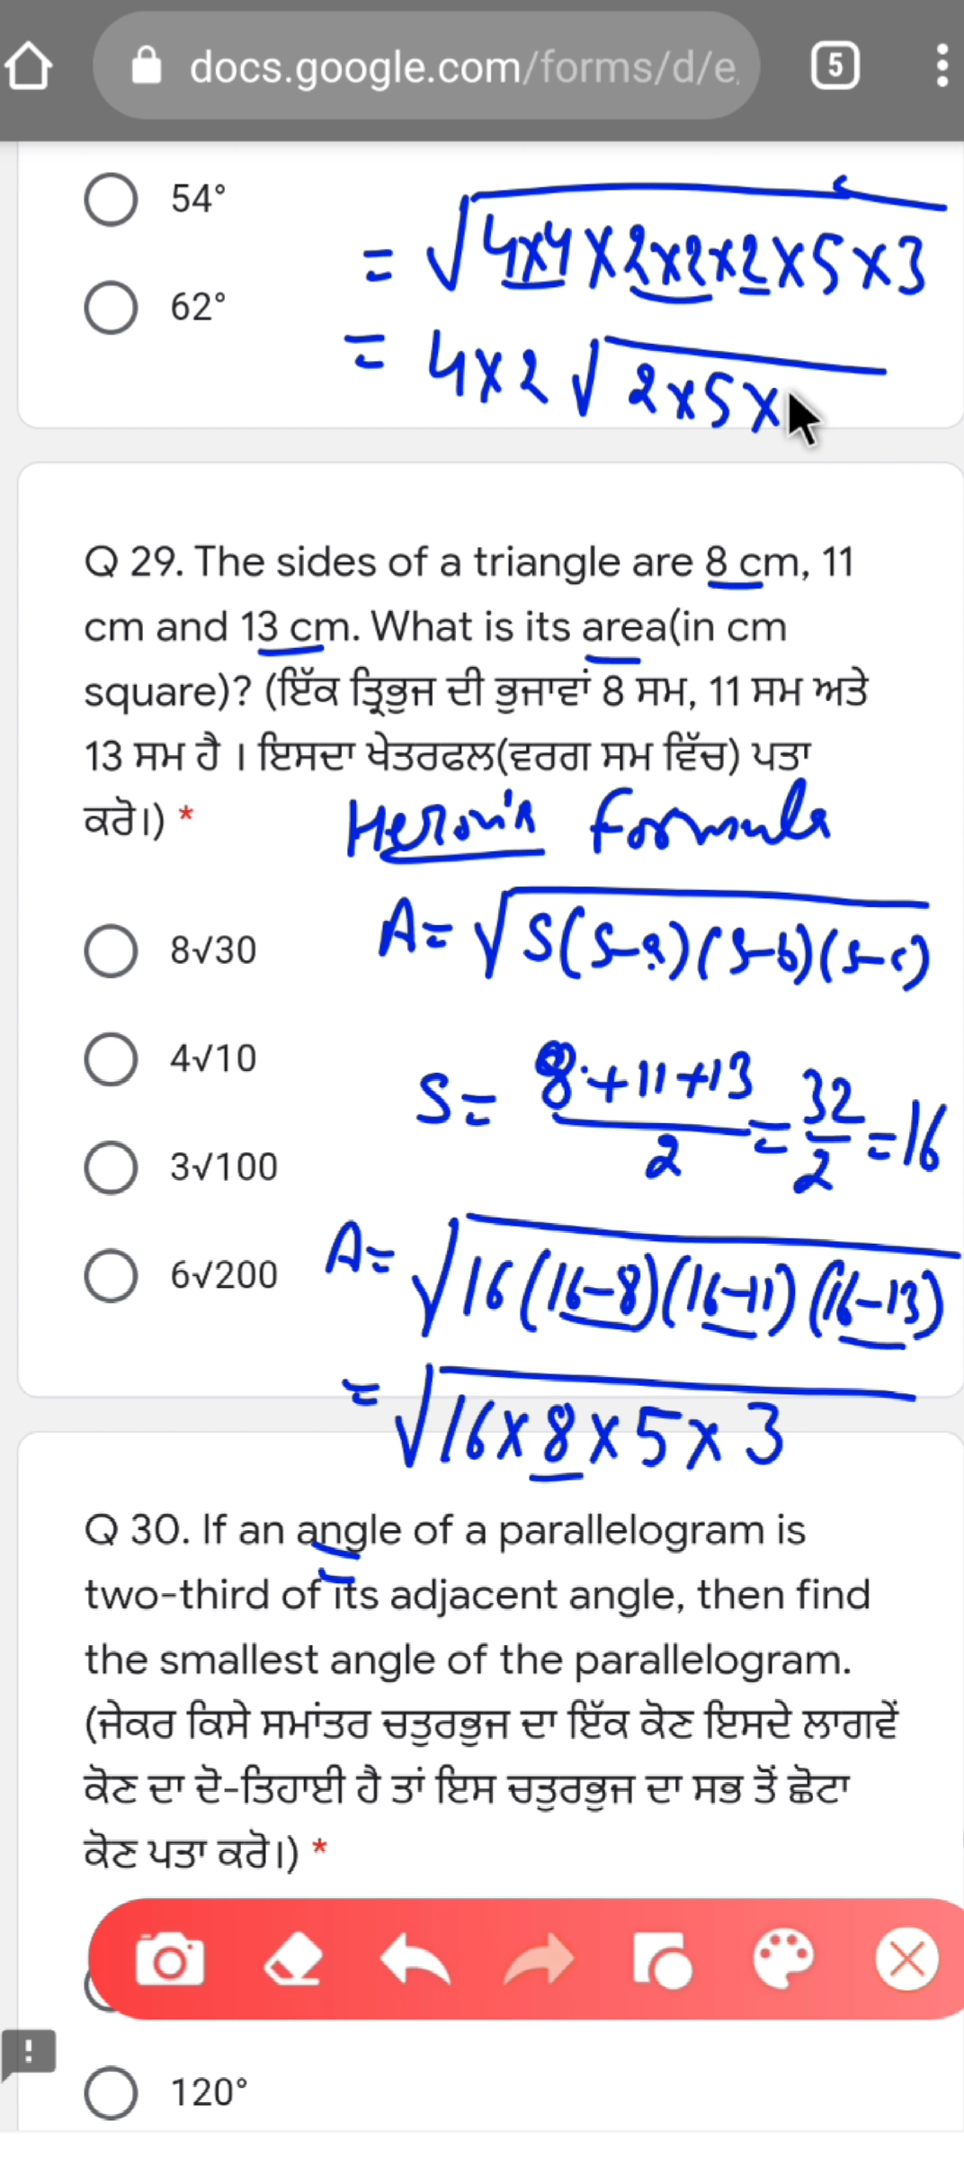 docs.google.com/forms/d/e
5
54°
62°
= √4×4×2×2×2×5×3
= 4×2√2×5×
Q 29. The sides of a triangle are 8 cm, 11
cm and 13 cm. What is its area(in cm
square)? (ਇੱਕ ਤ੍ਰਿਭੁਜ ਦੀ ਭੁਜਾਵਾਂ 8 ਸਮ, 11 ਸਮ ਅਤੇ
13 ਸਮ ਹੈ । ਇਸਦਾ ਖੇਤਰਫਲ(ਵਰਗ ਸਮ ਵਿੱਚ) ਪਤਾ
ਕਰੋ।) *
Heron's formula
A= √S(S-a)(S-b)(S-c)
8√30
4√10
S= 8+11+13/2 = 32/2 = 16
3√100
A= √16(16-8)(16-11)(16-13)
6√200
= √16×8×5×3
Q 30. If an angle of a parallelogram is
two-third of its adjacent angle, then find
the smallest angle of the parallelogram.
(ਜੇਕਰ ਕਿਸੇ ਸਮਾਂਤਰ ਚਤੁਰਭੁਜ ਦਾ ਇੱਕ ਕੋਣ ਇਸਦੇ ਲਾਗਵੇਂ
ਕੋਣ ਦਾ ਦੋ-ਤਿਹਾਈ ਹੈ ਤਾਂ ਇਸ ਚਤੁਰਭੁਜ ਦਾ ਸਭ ਤੋਂ ਛੋਟਾ
ਕੋਣ ਪਤਾ ਕਰੋ।) *
120°